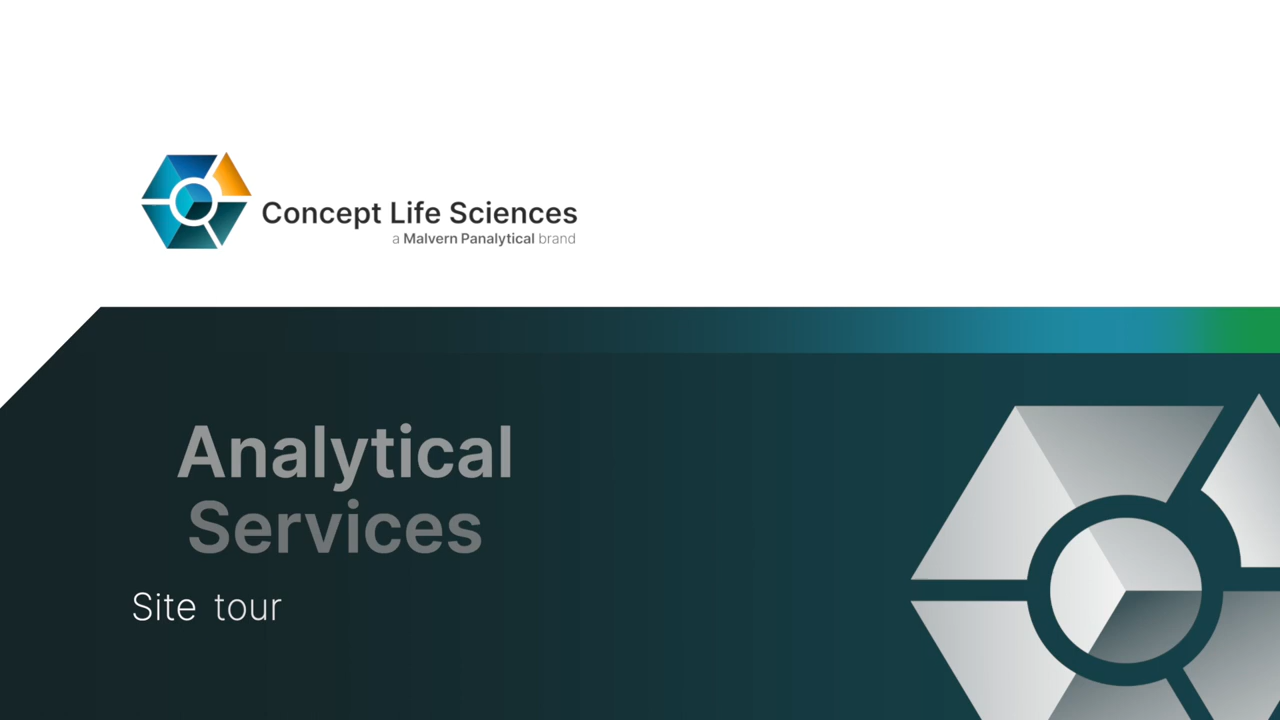 Concept Life Sciences
a Malvern Panalytical brand
Analytical
Services
Site tour